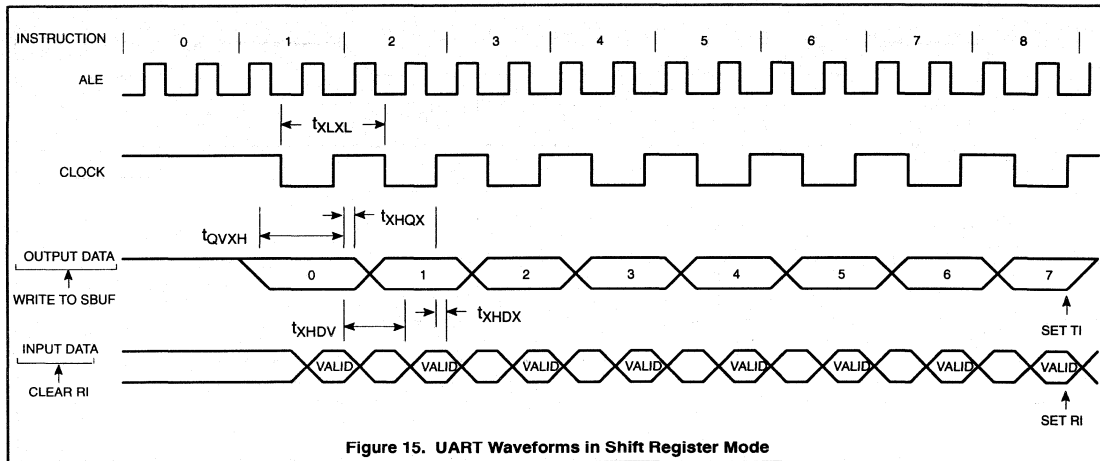 INSTRUCTION 0 1 2 3 4 5 6 7 8
ALE
tXLXL
CLOCK
tXHQX
tQVXH
OUTPUT DATA
0 1 2 3 4 5 6 7
WRITE TO SBUF
SET TI
tXHDV
tXHDX
INPUT DATA
VALID VALID VALID VALID VALID VALID VALID VALID
CLEAR RI
SET RI
Figure 15. UART Waveforms in Shift Register Mode